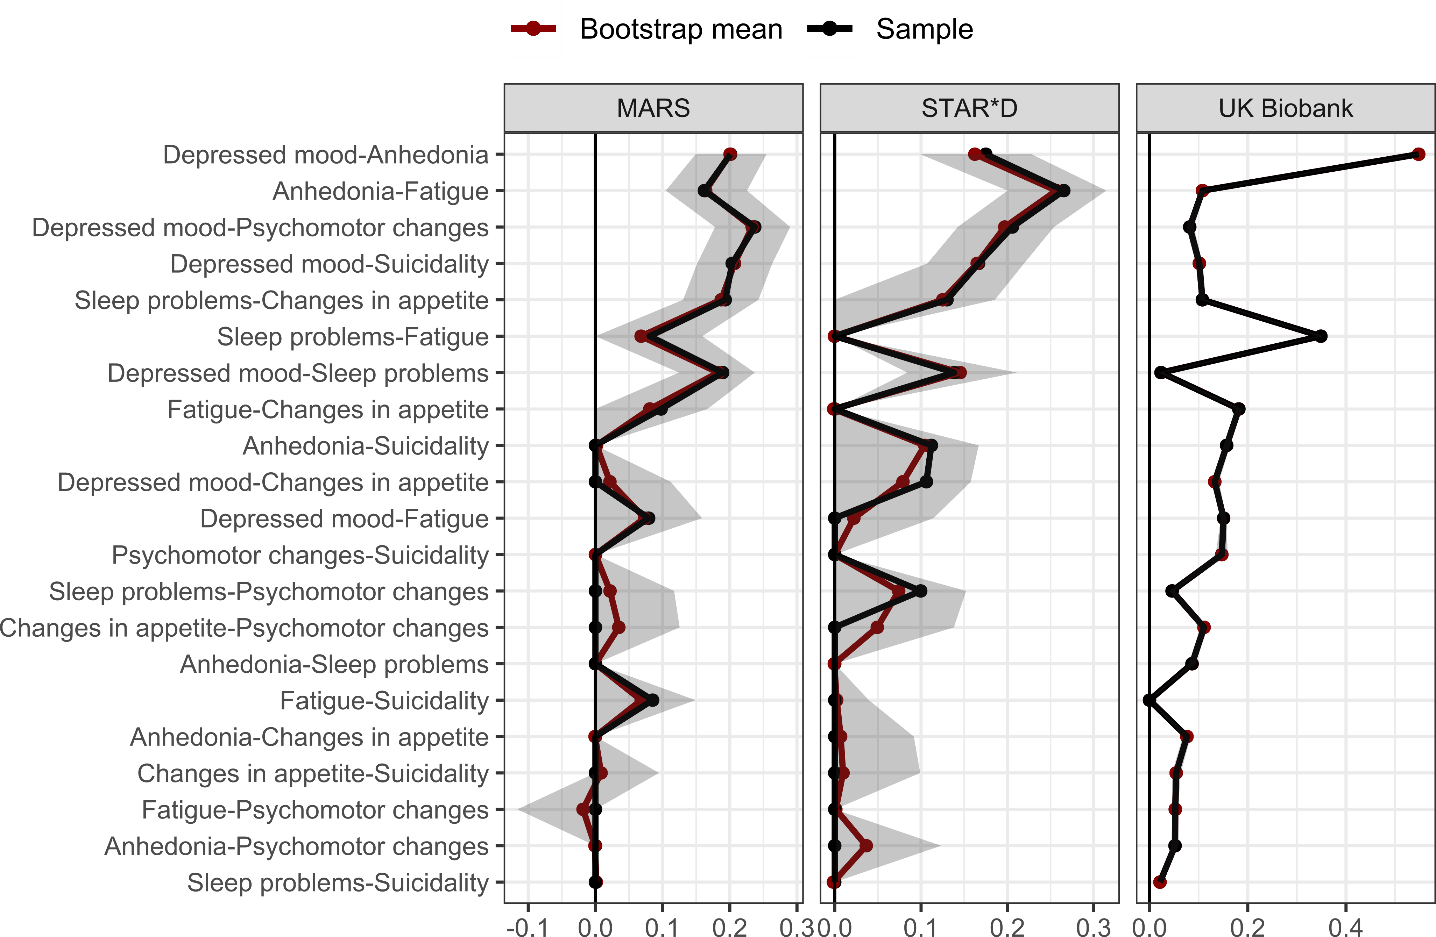 Bootstrap mean Sample
MARS STAR*D UK Biobank
Depressed mood-Anhedonia
Anhedonia-Fatigue
Depressed mood-Psychomotor changes
Depressed mood-Suicidality
Sleep problems-Changes in appetite
Sleep problems-Fatigue
Depressed mood-Sleep problems
Fatigue-Changes in appetite
Anhedonia-Suicidality
Depressed mood-Changes in appetite
Depressed mood-Fatigue
Psychomotor changes-Suicidality
Sleep problems-Psychomotor changes
Changes in appetite-Psychomotor changes
Anhedonia-Sleep problems
Fatigue-Suicidality
Anhedonia-Changes in appetite
Changes in appetite-Suicidality
Fatigue-Psychomotor changes
Anhedonia-Psychomotor changes
Sleep problems-Suicidality
-0.1 0.0 0.1 0.2 0.3 0.0 0.1 0.2 0.3 0.0 0.2 0.4